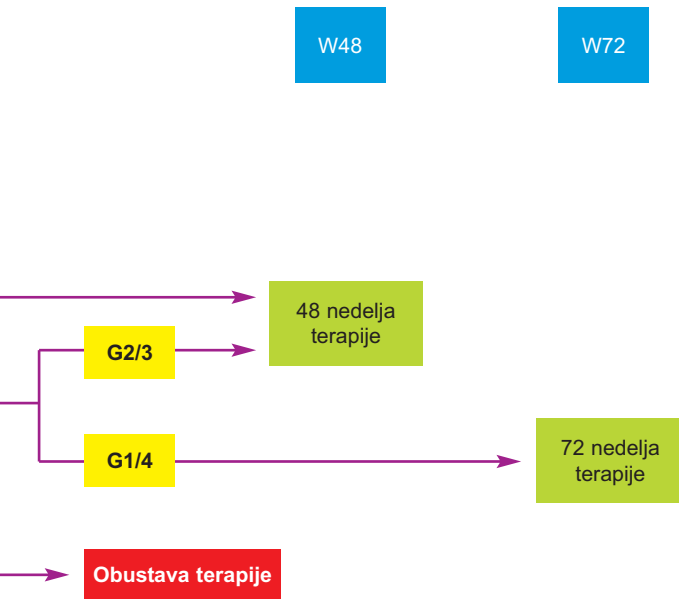 W48
W72
48 nedelja
terapije
G2/3
G1/4
72 nedelja
terapije
Obustava terapije